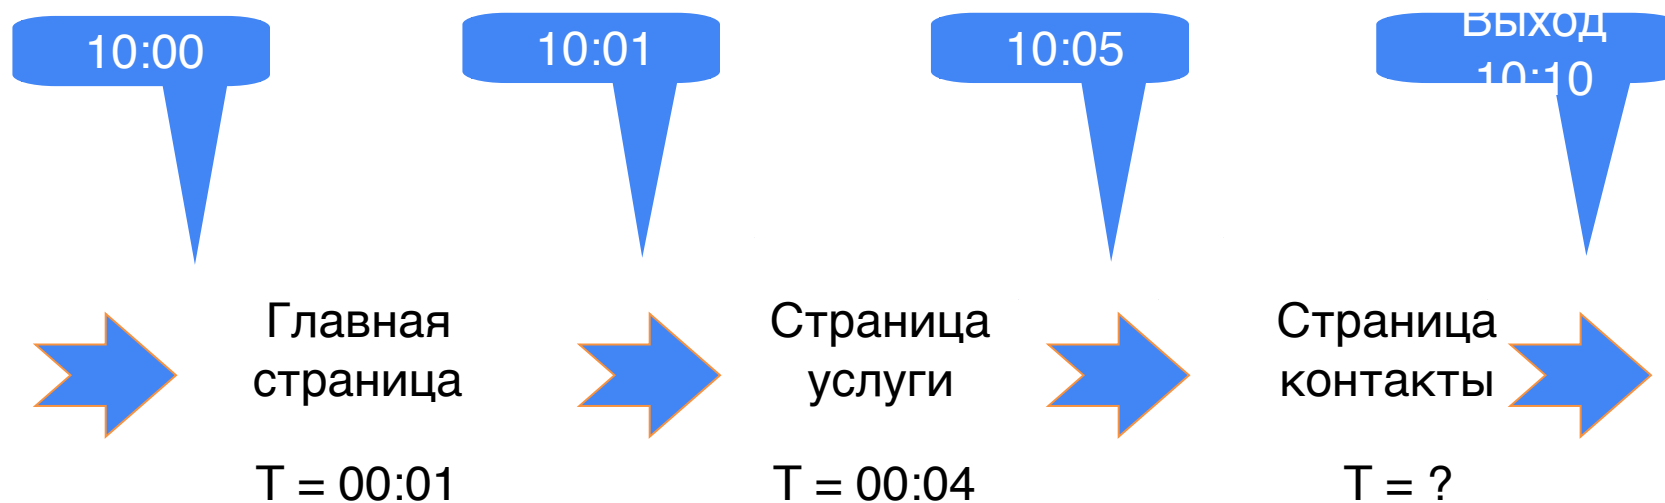 10:00
10:01
10:05
Выход
10:10
Главная
страница
Страница
услуги
Страница
контакты
T = 00:01
T = 00:04
T = ?